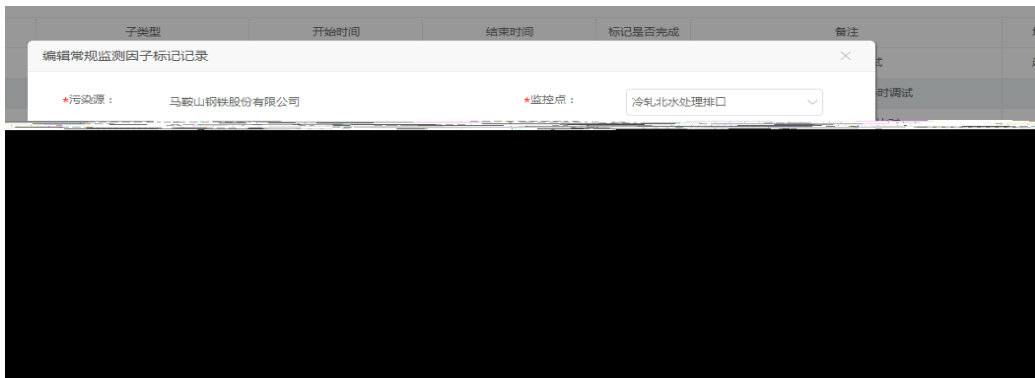 子类型 开始时间 结束时间 标记是否完成 备注
编辑常规监测因子标记记录
*污染源： 马鞍山钢铁股份有限公司 *监控点： 冷轧北水处理排口
时调试